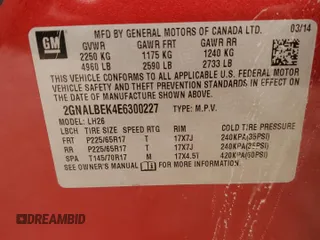 GM
MFD BY GENERAL MOTORS OF CANADA LTD.
03/14
GVWR GAWR FRT GAWR RR
2250 KG 1175 KG 1240 KG
4960 LB 2590 LB 2733 LB
THIS VEHICLE CONFORMS TO ALL APPLICABLE U.S. FEDERAL MOTOR
VEHICLE SAFETY, BUMPER, AND THEFT PREVENTION STANDARDS IN
EFFECT ON THE DATE OF MANUFACTURE SHOWN ABOVE.
2GNALBEK4E6300227 TYPE: M.P.V.
MODEL: LH26
LBCH TIRE SIZE SPEED RTG RIM COLD TIRE PRESSURE
FRT P225/65R17 T 17X7J 240KPA(35PSI)
RR P225/65R17 T 17X7J 240KPA(35PSI)
SPA T145/70R17 M 17X4.5T 420KPA(60PSI)
SEE OWNER'S MANUAL FOR MORE INFORMATION.
DREAMBID